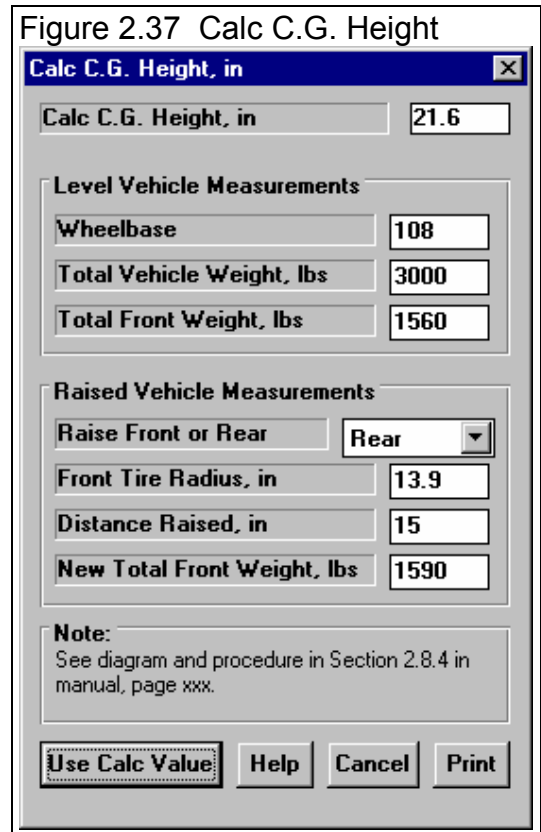 Figure 2.37 Calc C.G. Height
Calc C.G. Height, in
Calc C.G. Height, in 21.6
Level Vehicle Measurements
Wheelbase 108
Total Vehicle Weight, lbs 3000
Total Front Weight, lbs 1560
Raised Vehicle Measurements
Raise Front or Rear Rear
Front Tire Radius, in 13.9
Distance Raised, in 15
New Total Front Weight, lbs 1590
Note:
See diagram and procedure in Section 2.8.4 in
manual, page xxx.
Use Calc Value Help Cancel Print